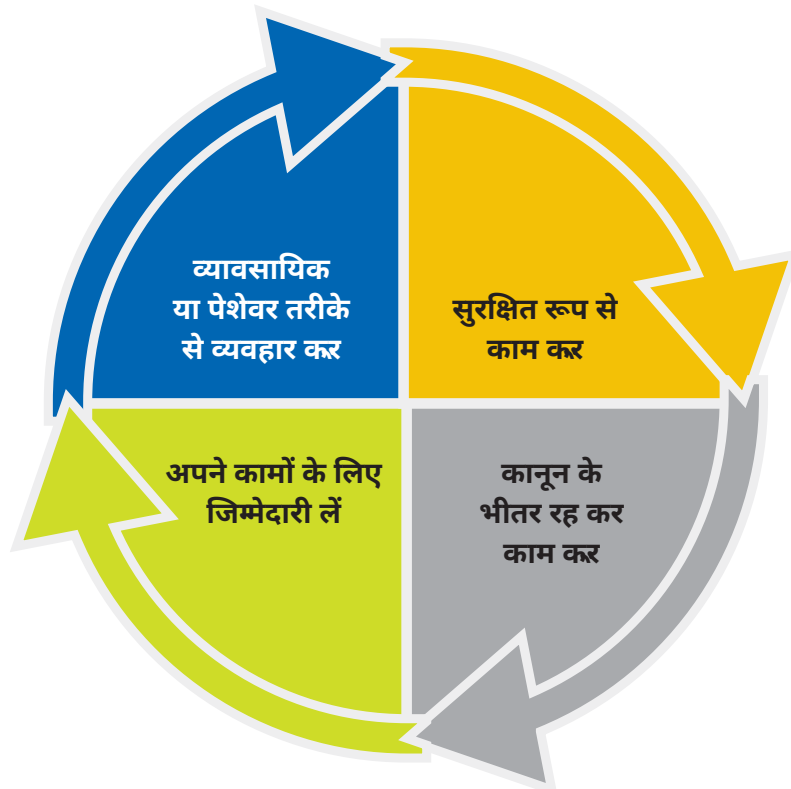 व्यावसायिक
या पेशेवर तरीके
से व्यवहार कर
सुरक्षित रूप से
काम कर
अपने कामों के लिए
जिम्मेदारी लें
कानून के
भीतर रह कर
काम कर